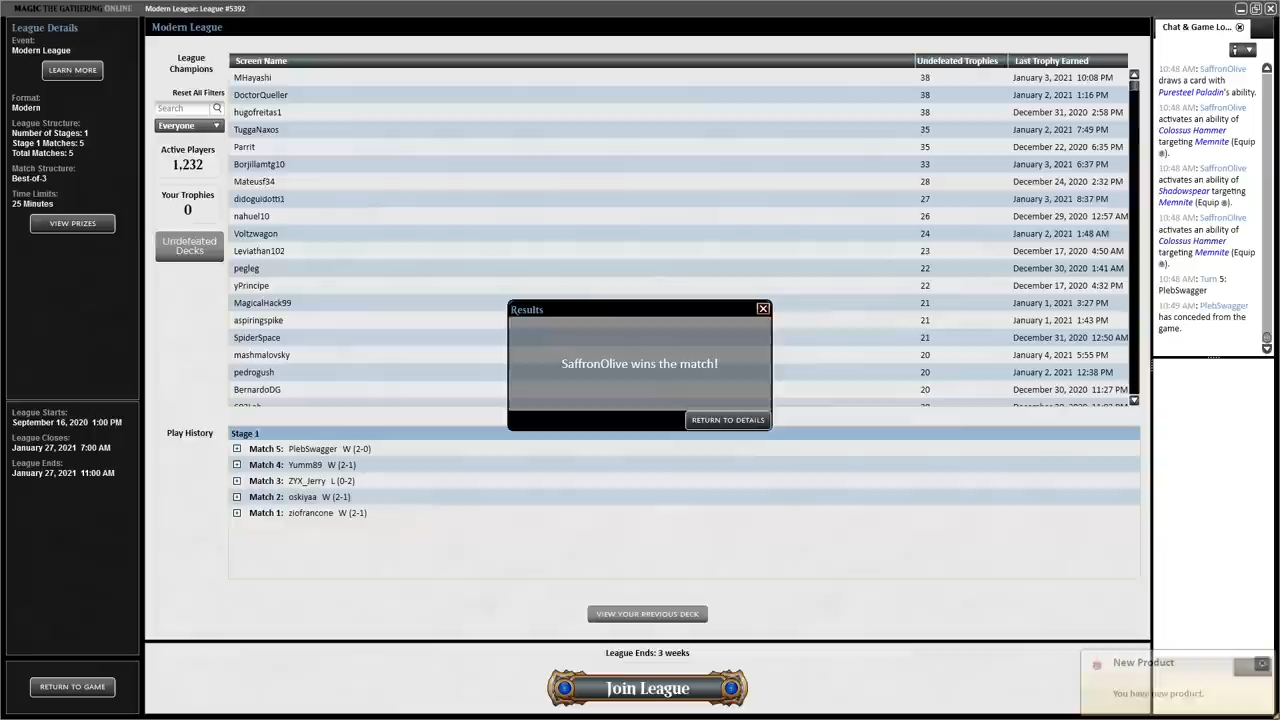 MAGIC THE GATHERING ONLINE
Modern League: League #5392
League Details
Event:
Modern League
LEARN MORE
Format:
Modern
League Structure:
Number of Stages: 1
Stage 1 Matches: 5
Total Matches: 5
Match Structure:
Best-of-3
Time Limits:
25 Minutes
VIEW PRIZES
League Starts:
September 16, 2020 1:00 PM
League Closes:
January 27, 2021 7:00 AM
League Ends:
January 27, 2021 11:00 AM
RETURN TO GAME
Modern League
League
Champions
Reset All Filters
Search
Everyone
Active Players
1,232
Your Trophies
0
Undefeated
Decks
Screen Name Undefeated Trophies Last Trophy Earned
MHayashi 38 January 3, 2021 10:08 PM
DoctorQueller 38 January 2, 2021 1:16 PM
hugofreitas1 38 December 31, 2020 2:58 PM
TuggaNaxos 35 January 2, 2021 7:49 PM
Parrit 35 December 22, 2020 6:35 PM
Borjillamtg10 33 January 3, 2021 6:37 PM
Mateusf34 28 December 24, 2020 2:32 PM
didoguidotti1 27 January 3, 2021 8:37 PM
nahuel10 26 December 29, 2020 12:57 AM
Voltzwagon 24 January 2, 2021 1:48 AM
Leviathan102 23 December 17, 2020 4:50 AM
pegleg 22 December 30, 2020 1:41 AM
yPrincipe 22 December 17, 2020 4:32 PM
MagicalHack99 21 January 1, 2021 3:27 PM
aspiringspike 21 January 1, 2021 1:43 PM
SpiderSpace 21 December 31, 2020 12:50 AM
mashmalovsky 20 January 4, 2021 5:55 PM
pedrogush 20 January 2, 2021 12:38 PM
BernardoDG 20 December 30, 2020 11:27 PM
Results
SaffronOlive wins the match!
RETURN TO DETAILS
Play History
Stage 1
Match 5: PlebSwagger W (2-0)
Match 4: Yumm89 W (2-1)
Match 3: ZYX_Jerry L (0-2)
Match 2: oskiyaa W (2-1)
Match 1: ziofrancone W (2-1)
VIEW YOUR PREVIOUS DECK
League Ends: 3 weeks
Join League
Chat & Game Lo...
10:48 AM: SaffronOlive
draws a card with
Puresteel Paladin's ability.
10:48 AM: SaffronOlive
activates an ability of
Colossus Hammer
targeting Memnite (Equip
).
10:48 AM: SaffronOlive
activates an ability of
Shadowspear targeting
Memnite (Equip ).
10:48 AM: SaffronOlive
activates an ability of
Colossus Hammer
targeting Memnite (Equip
).
10:48 AM: Turn 5:
PlebSwagger
10:49 AM: PlebSwagger
has conceded from the
game.
New Product
You have new product.